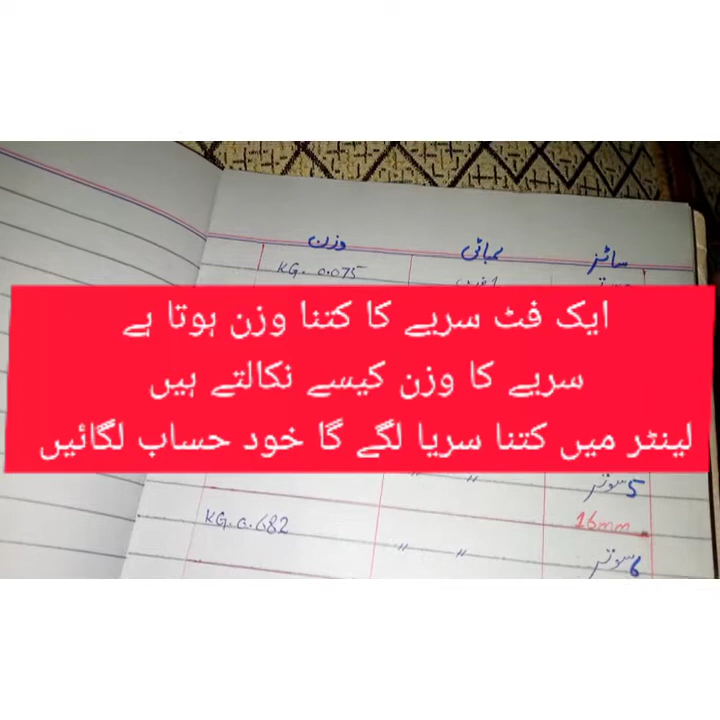 سائز لمبائی وزن
KG. 0.075
ایک فٹ سریے کا کتنا وزن ہوتا ہے
سریے کا وزن کیسے نکالتے ہیں
لینٹر میں کتنا سریا لگے گا خود حساب لگائیں
5 سوتر " "
16mm KG.0.682
6 سوتر " "